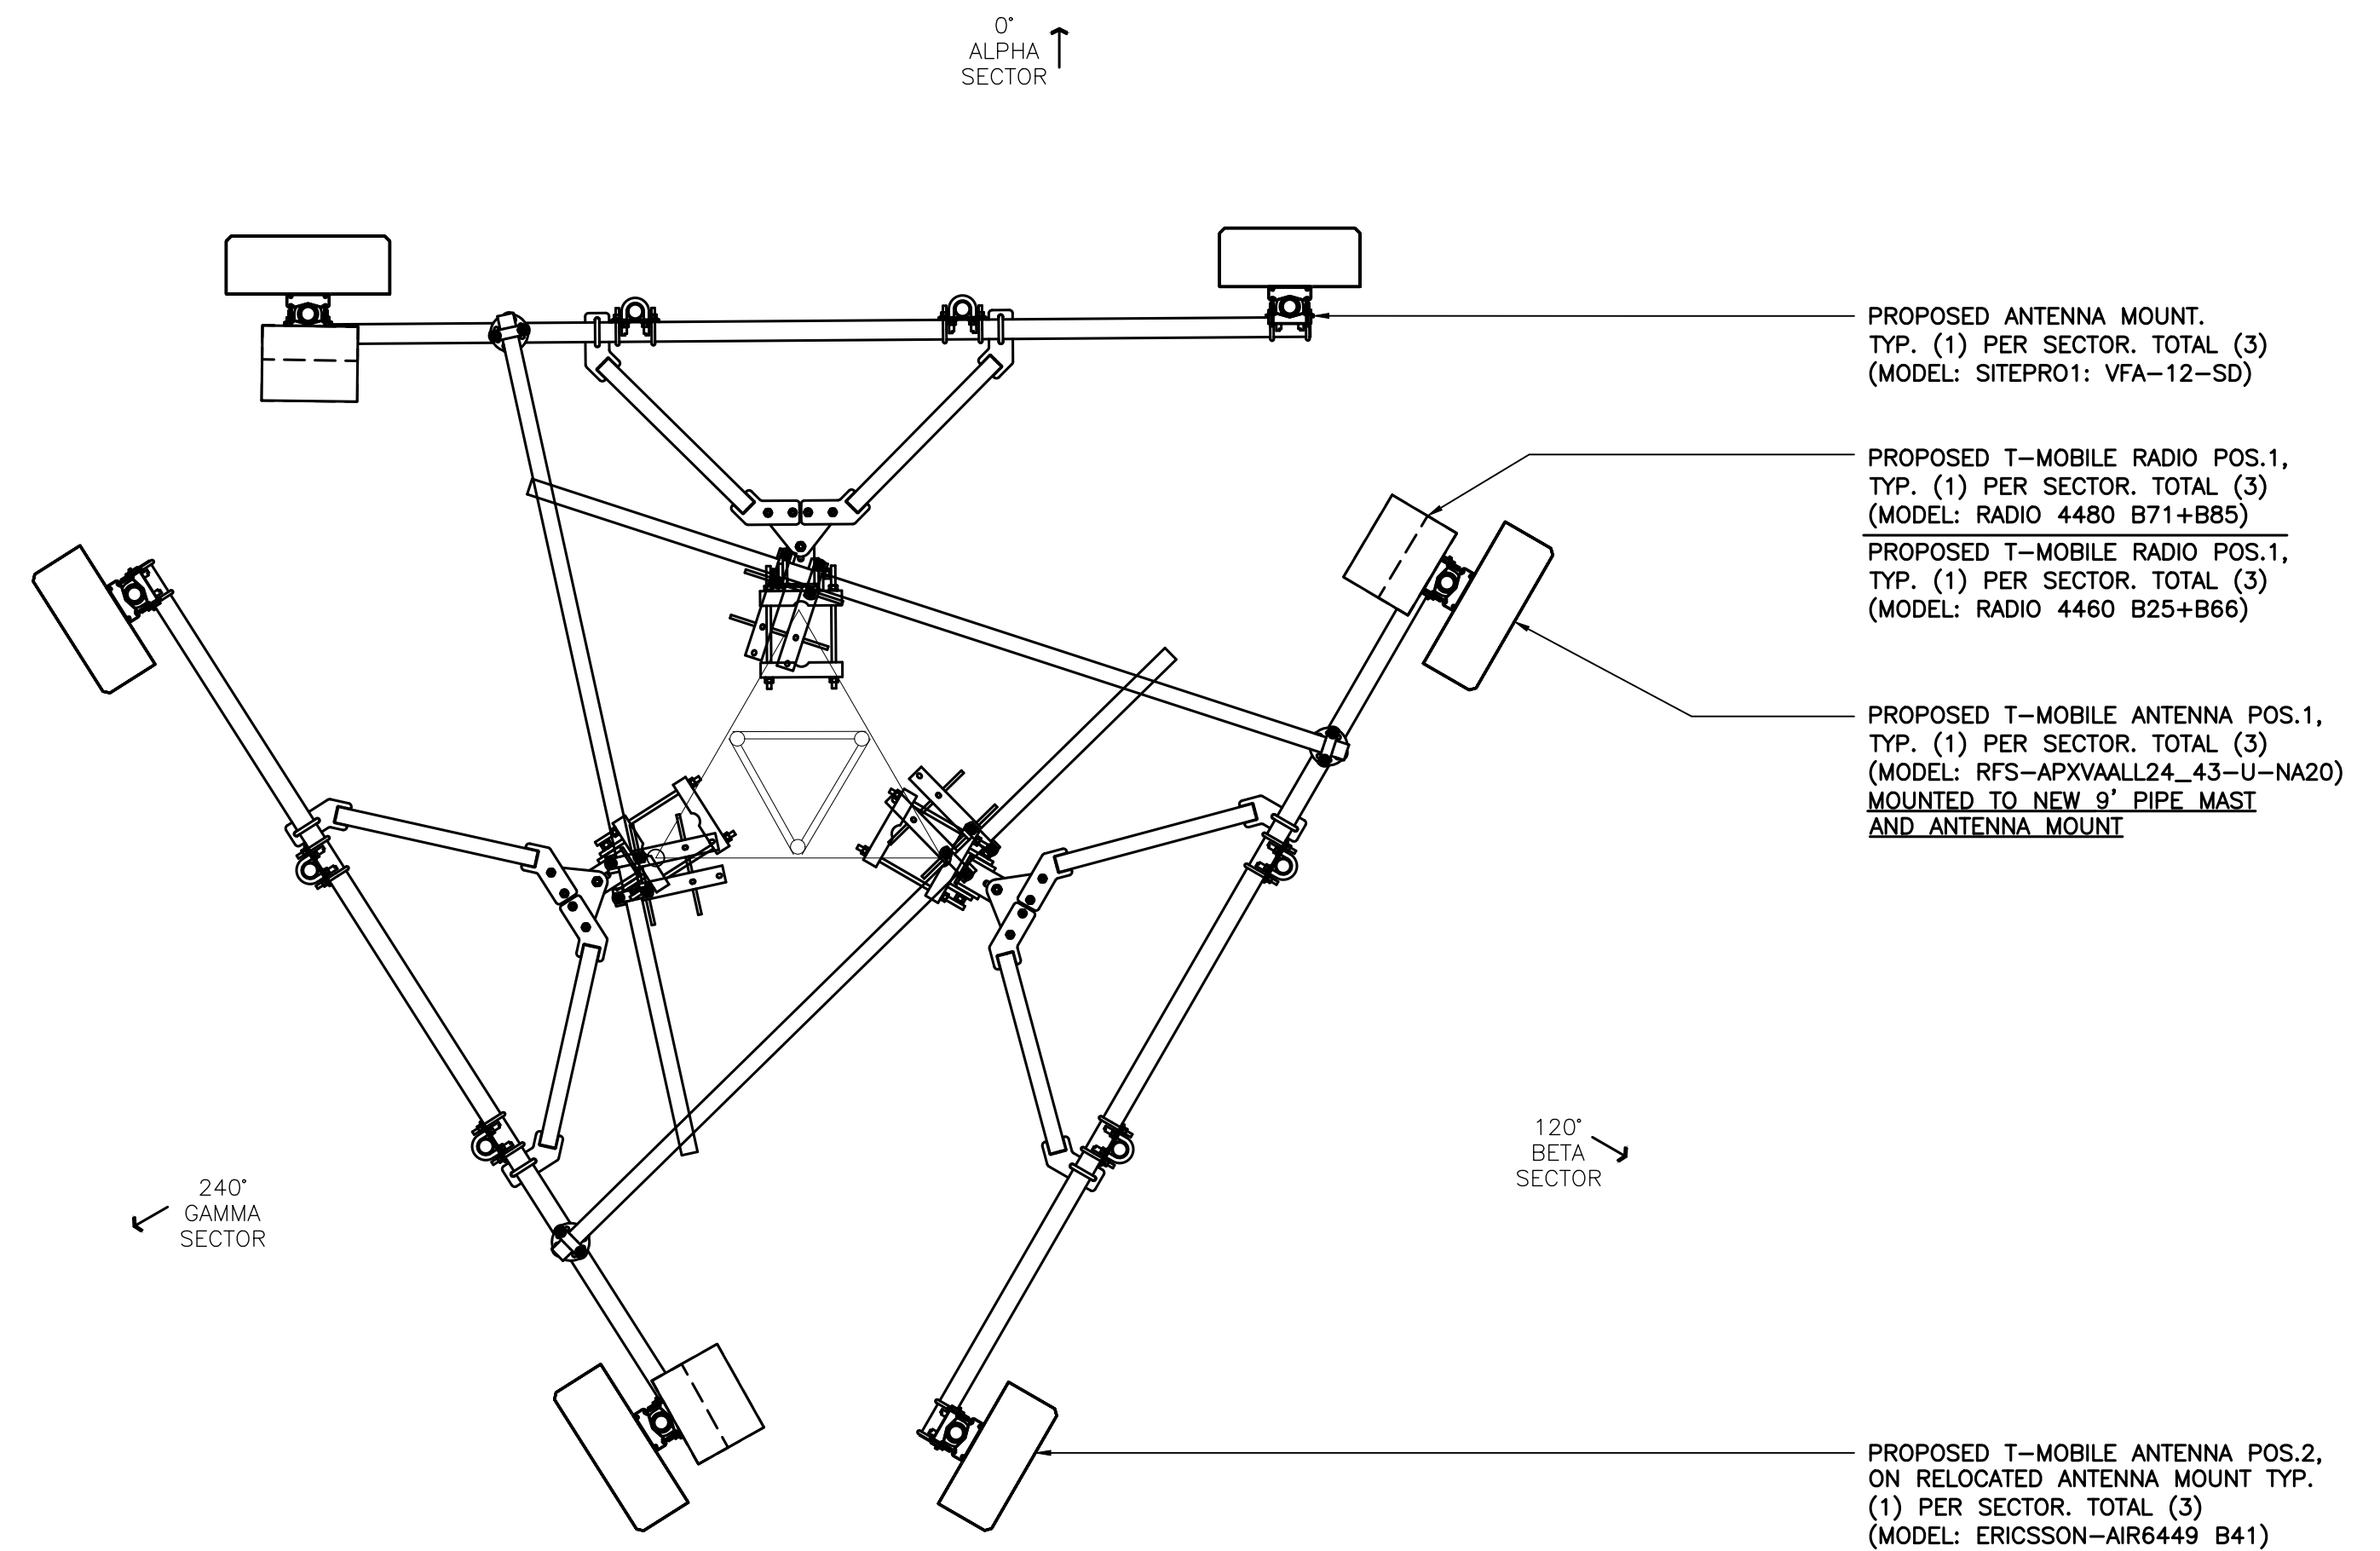 0°
ALPHA
SECTOR
PROPOSED ANTENNA MOUNT.
TYP. (1) PER SECTOR. TOTAL (3)
(MODEL: SITEPRO1: VFA-12-SD)
PROPOSED T-MOBILE RADIO POS.1,
TYP. (1) PER SECTOR. TOTAL (3)
(MODEL: RADIO 4480 B71+B85)
PROPOSED T-MOBILE RADIO POS.1,
TYP. (1) PER SECTOR. TOTAL (3)
(MODEL: RADIO 4460 B25+B66)
PROPOSED T-MOBILE ANTENNA POS.1,
TYP. (1) PER SECTOR. TOTAL (3)
(MODEL: RFS-APXVAALL24_43-U-NA20)
MOUNTED TO NEW 9' PIPE MAST
AND ANTENNA MOUNT
120°
BETA
SECTOR
240°
GAMMA
SECTOR
PROPOSED T-MOBILE ANTENNA POS.2,
ON RELOCATED ANTENNA MOUNT TYP.
(1) PER SECTOR. TOTAL (3)
(MODEL: ERICSSON-AIR6449 B41)